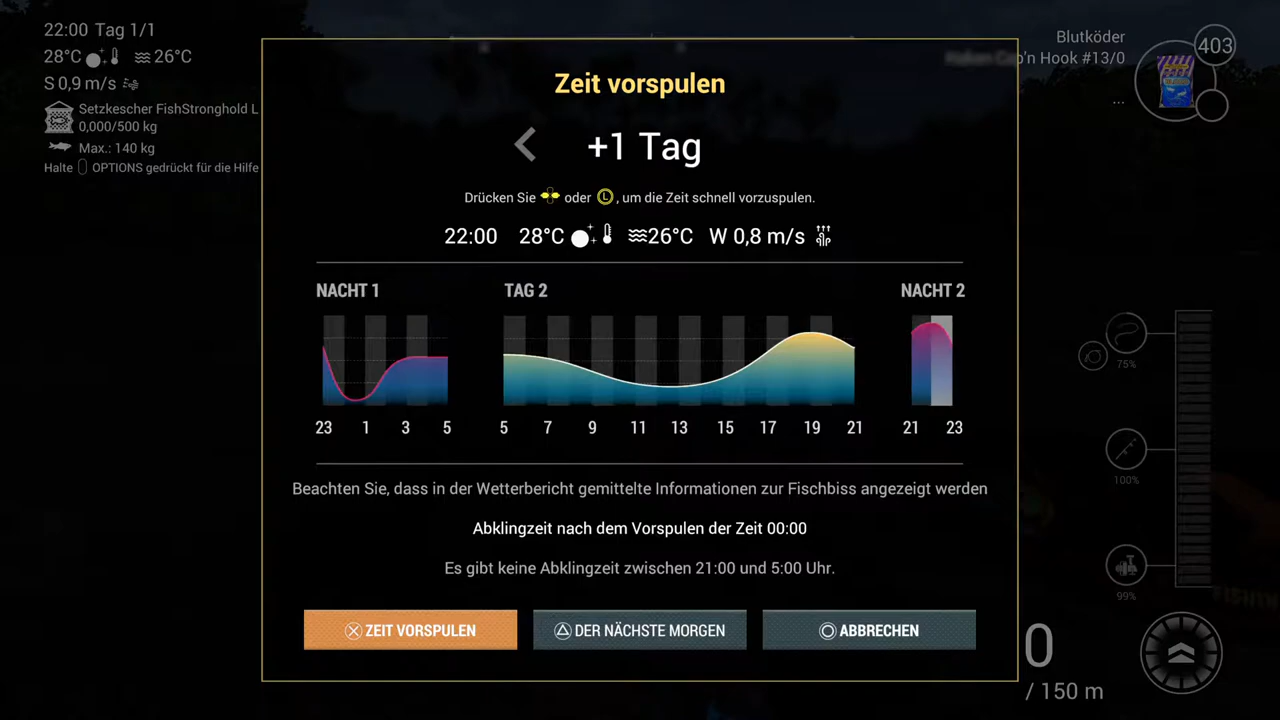 22:00 Tag 1/1
28°C 26°C
S 0,9 m/s
Setzkescher FishStronghold L
0,000/500 kg
Max.: 140 kg
Halte OPTIONS gedrückt für die Hilfe
Blutköder
'n Hook #13/0
403
...
Zeit vorspulen
+1 Tag
Drücken Sie oder L, um die Zeit schnell vorzuspulen.
22:00 28°C 26°C W 0,8 m/s
NACHT 1 TAG 2 NACHT 2
23 1 3 5 5 7 9 11 13 15 17 19 21 21 23
Beachten Sie, dass in der Wetterbericht gemittelte Informationen zur Fischbiss angezeigt werden
Abklingzeit nach dem Vorspulen der Zeit 00:00
Es gibt keine Abklingzeit zwischen 21:00 und 5:00 Uhr.
ZEIT VORSPULEN
DER NÄCHSTE MORGEN
ABBRECHEN
75%
100%
99%
0
/ 150 m